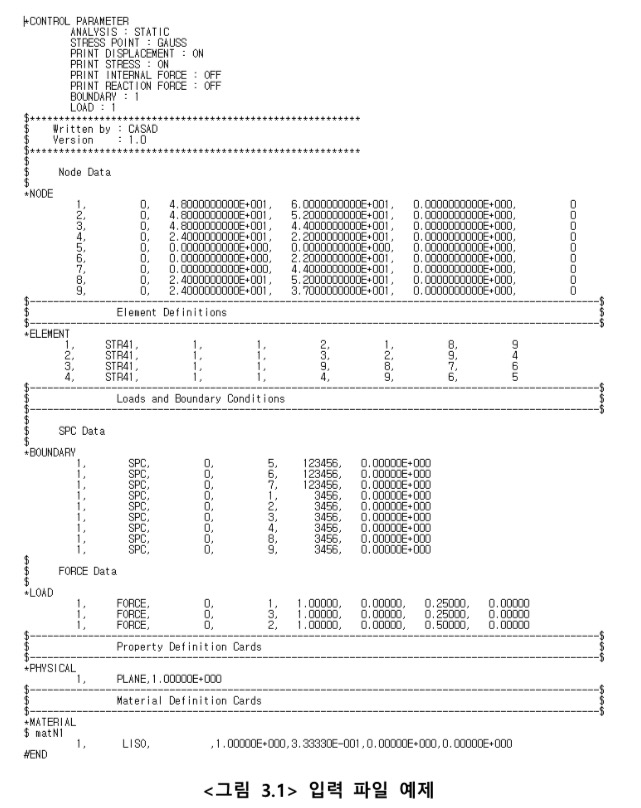 *CONTROL PARAMETER
ANALYSIS : STATIC
STRESS POINT : GAUSS
PRINT DISPLACEMENT : ON
PRINT STRESS : ON
PRINT INTERNAL FORCE : OFF
PRINT REACTION FORCE : OFF
BOUNDARY : 1
LOAD : 1
$*****************************************************
$ Written by : CASAD
$ Version : 1.0
$*****************************************************
$
$ Node Data
$
*NODE
1, 0, 4.8000000000E+001, 6.0000000000E+001, 0.0000000000E+000, 0
2, 0, 4.8000000000E+001, 5.2000000000E+001, 0.0000000000E+000, 0
3, 0, 4.8000000000E+001, 4.4000000000E+001, 0.0000000000E+000, 0
4, 0, 2.4000000000E+001, 2.2000000000E+001, 0.0000000000E+000, 0
5, 0, 0.0000000000E+000, 0.0000000000E+000, 0.0000000000E+000, 0
6, 0, 0.0000000000E+000, 2.2000000000E+001, 0.0000000000E+000, 0
7, 0, 0.0000000000E+000, 4.4000000000E+001, 0.0000000000E+000, 0
8, 0, 2.4000000000E+001, 5.2000000000E+001, 0.0000000000E+000, 0
9, 0, 2.4000000000E+001, 3.7000000000E+001, 0.0000000000E+000, 0
$------------------------------------------------------------------------------$
$ Element Definitions $
$------------------------------------------------------------------------------$
*ELEMENT
1, STR41, 1, 1, 2, 1, 8, 9
2, STR41, 1, 1, 3, 2, 9, 4
3, STR41, 1, 1, 9, 8, 7, 6
4, STR41, 1, 1, 4, 9, 6, 5
$------------------------------------------------------------------------------$
$ Loads and Boundary Conditions $
$------------------------------------------------------------------------------$
$
$ SPC Data
$
*BOUNDARY
1, SPC, 0, 5, 123456, 0.00000E+000
1, SPC, 0, 6, 123456, 0.00000E+000
1, SPC, 0, 7, 123456, 0.00000E+000
1, SPC, 0, 1, 3456, 0.00000E+000
1, SPC, 0, 2, 3456, 0.00000E+000
1, SPC, 0, 3, 3456, 0.00000E+000
1, SPC, 0, 4, 3456, 0.00000E+000
1, SPC, 0, 8, 3456, 0.00000E+000
1, SPC, 0, 9, 3456, 0.00000E+000
$
$ FORCE Data
$
*LOAD
1, FORCE, 0, 1, 1.00000, 0.00000, 0.25000, 0.00000
1, FORCE, 0, 3, 1.00000, 0.00000, 0.25000, 0.00000
1, FORCE, 0, 2, 1.00000, 0.00000, 0.50000, 0.00000
$------------------------------------------------------------------------------$
$ Property Definition Cards $
$------------------------------------------------------------------------------$
*PHYSICAL
1, PLANE,1.00000E+000
$------------------------------------------------------------------------------$
$ Material Definition Cards $
$------------------------------------------------------------------------------$
*MATERIAL
$ matN1
1, LISO, ,1.00000E+000,3.33330E-001,0.00000E+000,0.00000E+000
#END
<그림 3.1> 입력 파일 예제